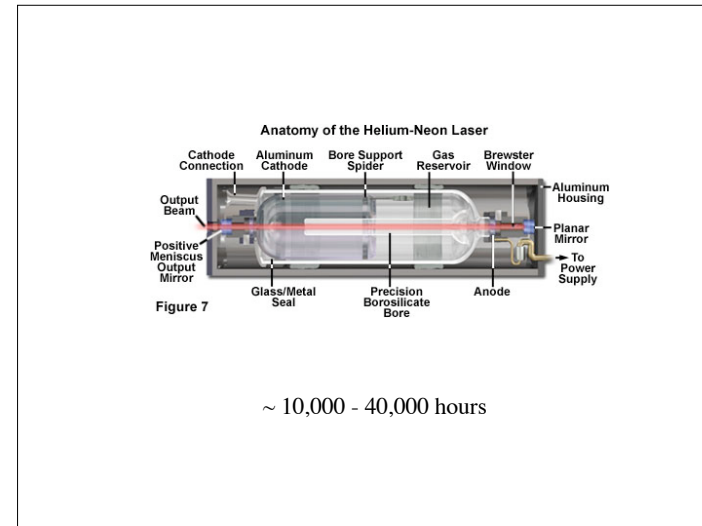 Anatomy of the Helium-Neon Laser
Cathode
Connection
Aluminum
Cathode
Bore Support
Spider
Gas
Reservoir
Brewster
Window
Aluminum
Housing
Output
Beam
Planar
Mirror
Positive
Meniscus
Output
Mirror
To
Power
Supply
Glass/Metal
Seal
Precision
Borosilicate
Bore
Anode
Figure 7
~ 10,000 - 40,000 hours